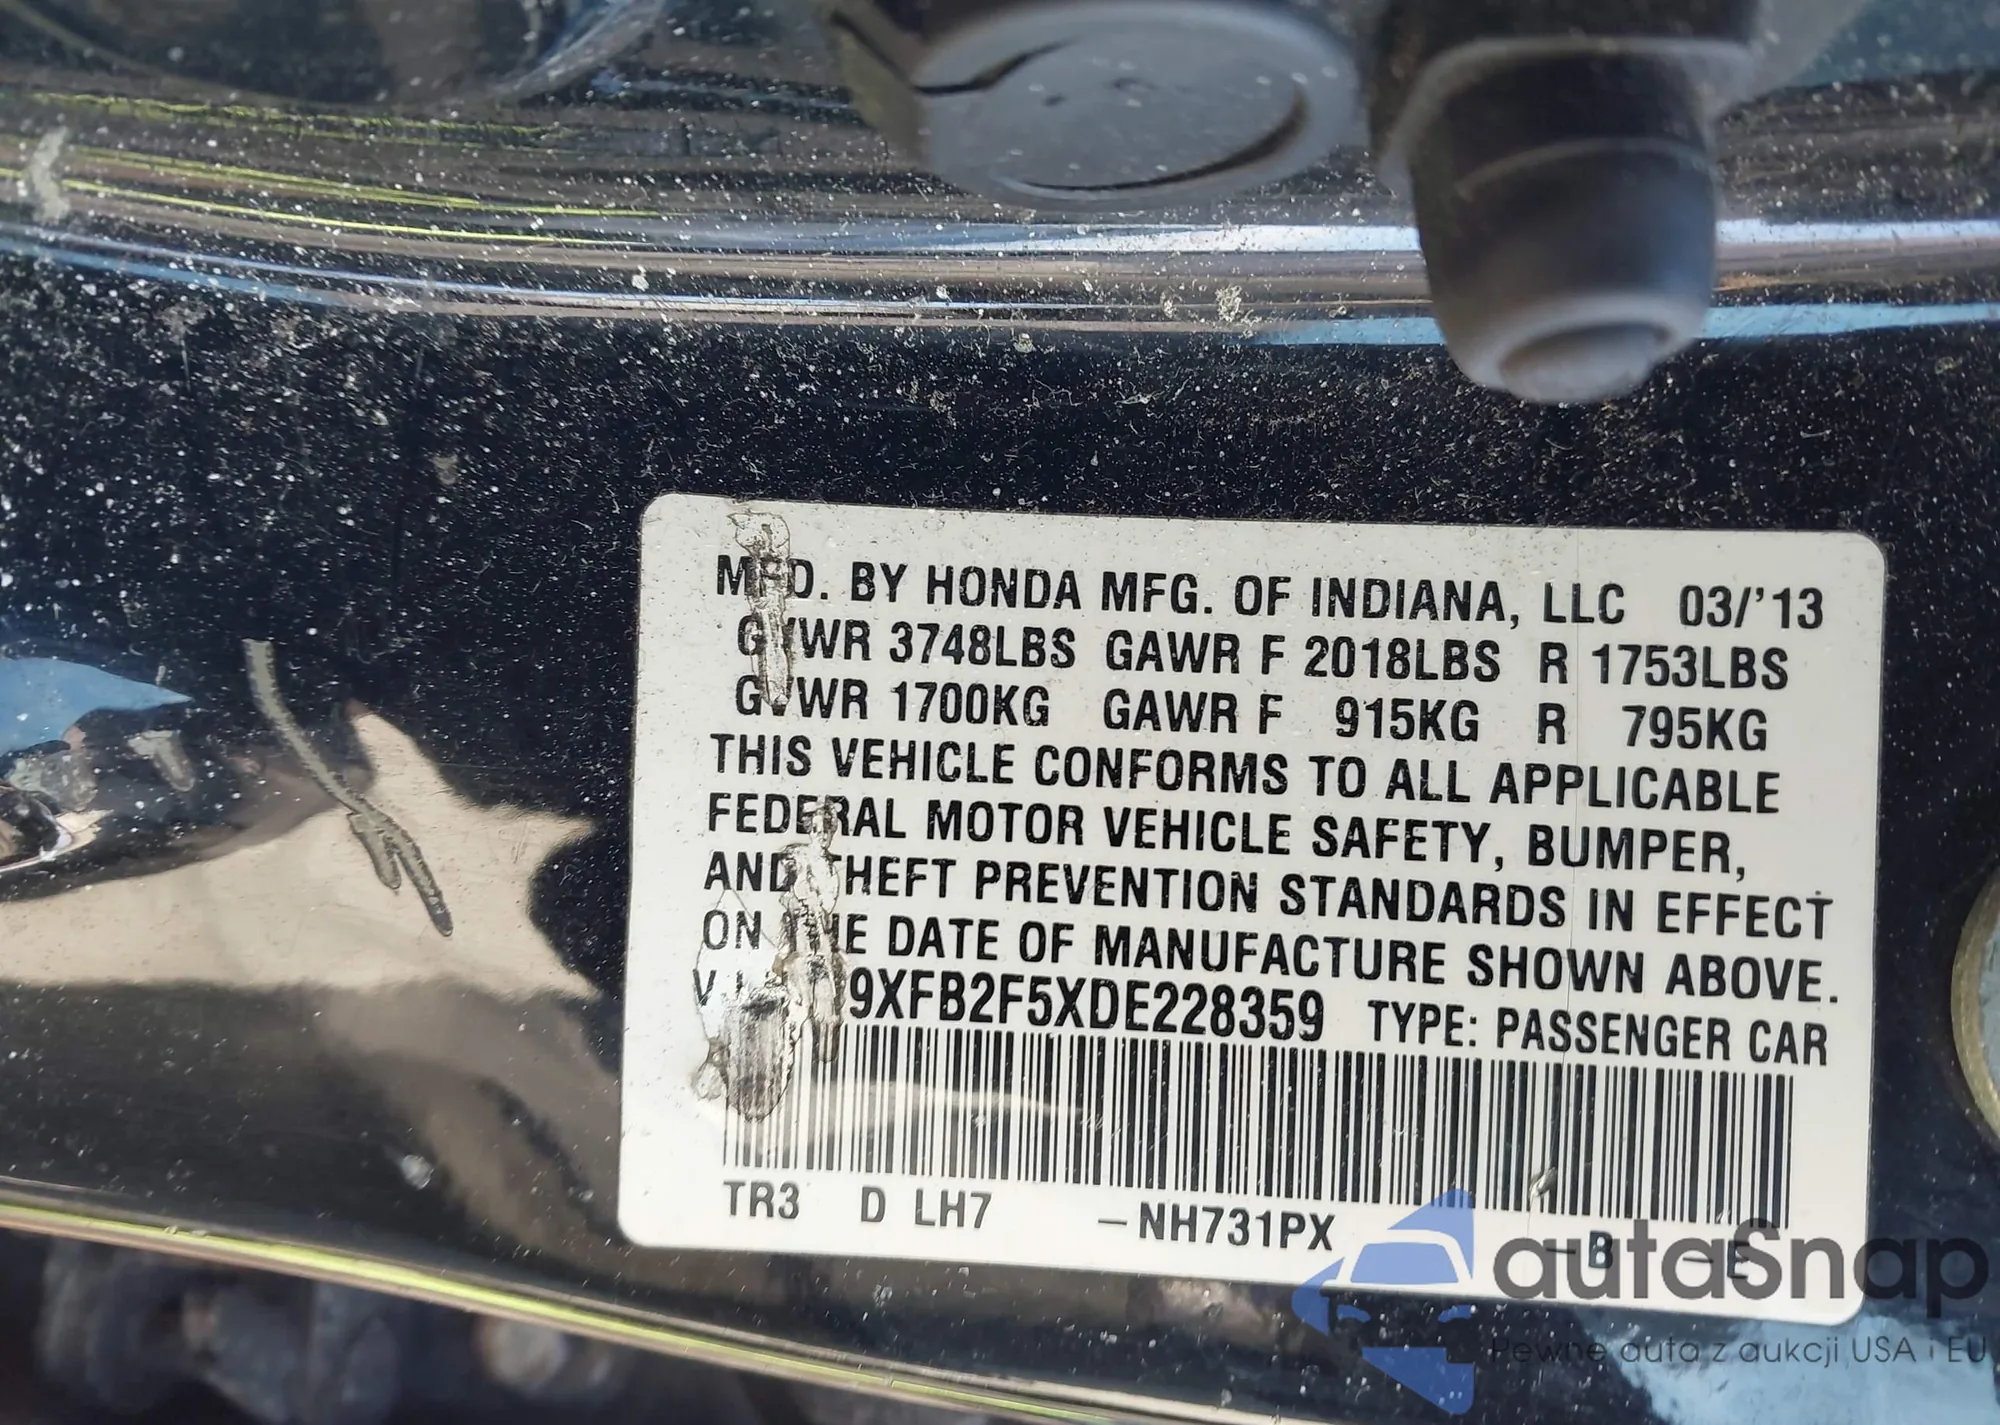 MFD. BY HONDA MFG. OF INDIANA, LLC 03/'13
GVWR 3748LBS GAWR F 2018LBS R 1753LBS
GVWR 1700KG GAWR F 915KG R 795KG
THIS VEHICLE CONFORMS TO ALL APPLICABLE
FEDERAL MOTOR VEHICLE SAFETY, BUMPER,
AND THEFT PREVENTION STANDARDS IN EFFECT
ON THE DATE OF MANUFACTURE SHOWN ABOVE.
9XFB2F5XDE228359 TYPE: PASSENGER CAR
TR3 D LH7 –NH731PX –B –E
autaSnap
Pewne auta z aukcji USA i EU